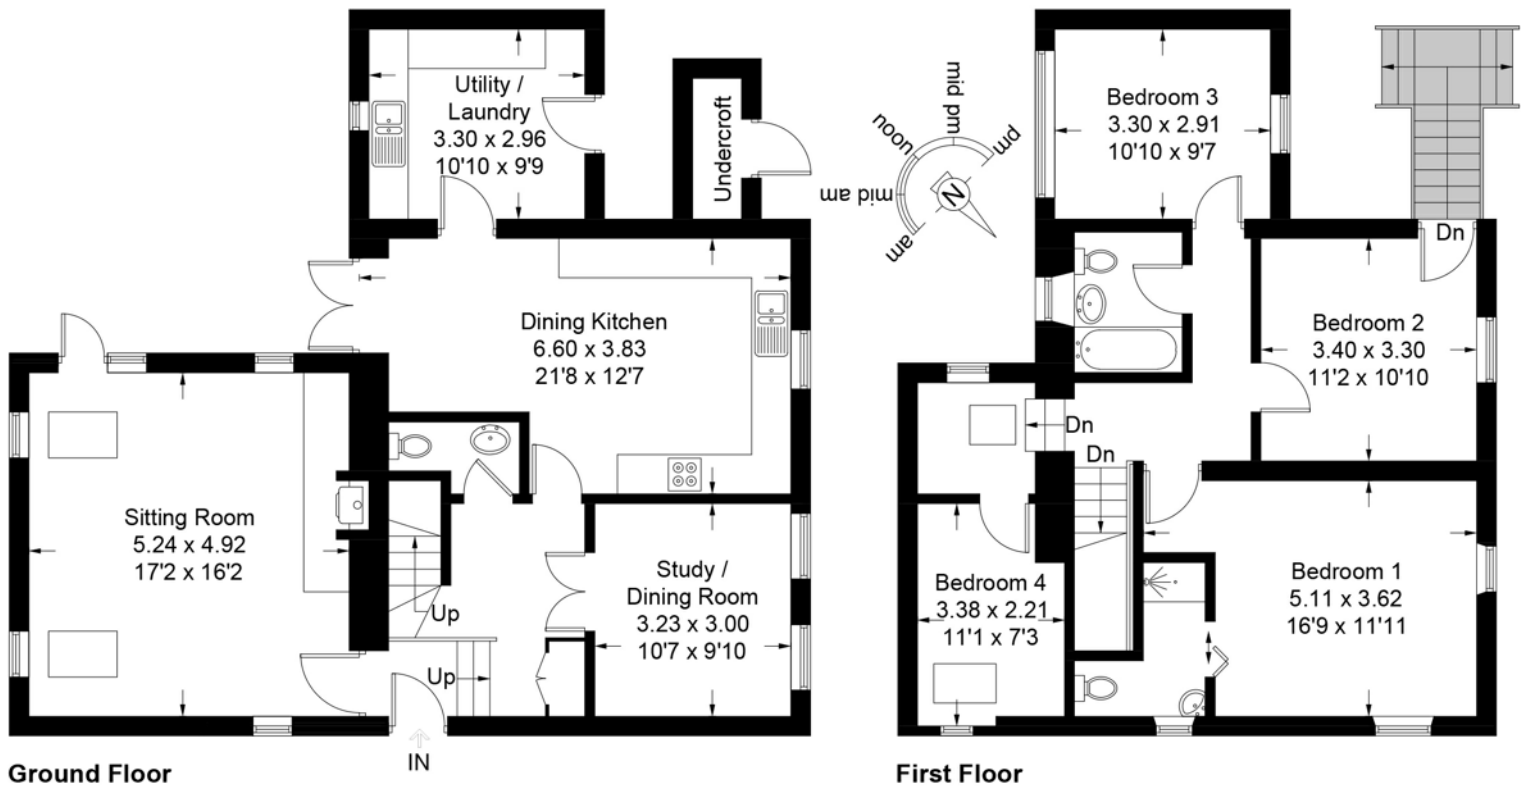 Utility /
Laundry
3.30 x 2.96
10'10 x 9'9
Undercroft
Dining Kitchen
6.60 x 3.83
21'8 x 12'7
Sitting Room
5.24 x 4.92
17'2 x 16'2
Study /
Dining Room
3.23 x 3.00
10'7 x 9'10
Up
Up
IN
Ground Floor
am
mid am
noon
mid pm
pm
N
Bedroom 3
3.30 x 2.91
10'10 x 9'7
Dn
Bedroom 2
3.40 x 3.30
11'2 x 10'10
Dn
Dn
Bedroom 4
3.38 x 2.21
11'1 x 7'3
Bedroom 1
5.11 x 3.62
16'9 x 11'11
First Floor